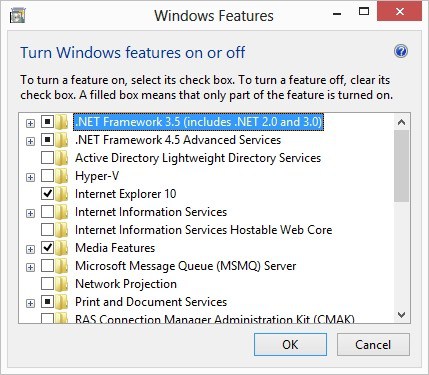 Windows Features
Turn Windows features on or off
To turn a feature on, select its check box. To turn a feature off, clear its
check box. A filled box means that only part of the feature is turned on.
.NET Framework 3.5 (includes .NET 2.0 and 3.0)
.NET Framework 4.5 Advanced Services
Active Directory Lightweight Directory Services
Hyper-V
Internet Explorer 10
Internet Information Services
Internet Information Services Hostable Web Core
Media Features
Microsoft Message Queue (MSMQ) Server
Network Projection
Print and Document Services
RAS Connection Manager Administration Kit (CMAK)
OK
Cancel